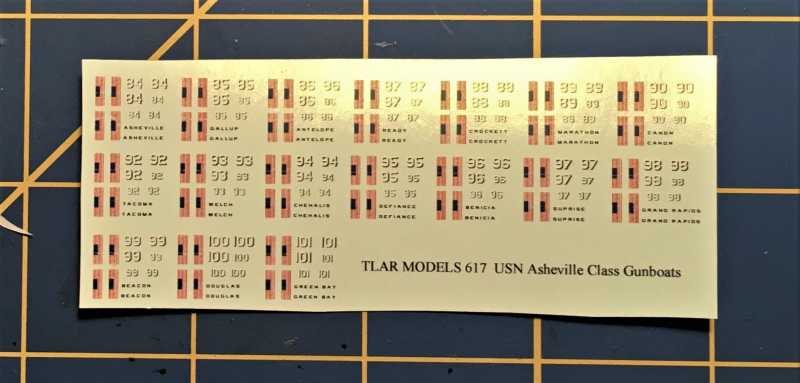 84 84 85 85 86 86 87 87 88 88 89 89 90 90
84 84 85 85 86 86 87 87 88 88 89 89 90 90
84 84 85 85 86 86 87 87 88 88 89 89 90 90
ASHEVILLE GALLUP ANTELOPE READY CROCKETT MARATHON CANON
ASHEVILLE GALLUP ANTELOPE READY CROCKETT MARATHON CANON
92 92 93 93 94 94 95 95 96 96 97 97 98 98
92 92 93 93 94 94 95 95 96 96 97 97 98 98
92 92 93 93 94 94 95 95 96 96 97 97 98 98
TACOMA WELCH CHEHALIS DEFIANCE BENICIA SUPRISE GRAND RAPIDS
TACOMA WELCH CHEHALIS DEFIANCE BENICIA SUPRISE GRAND RAPIDS
99 99 100 100 101 101
99 99 100 100 101 101
99 99 100 100 101 101
BEACON DOUGLAS GREEN BAY
BEACON DOUGLAS GREEN BAY
TLAR MODELS 617 USN Asheville Class Gunboats